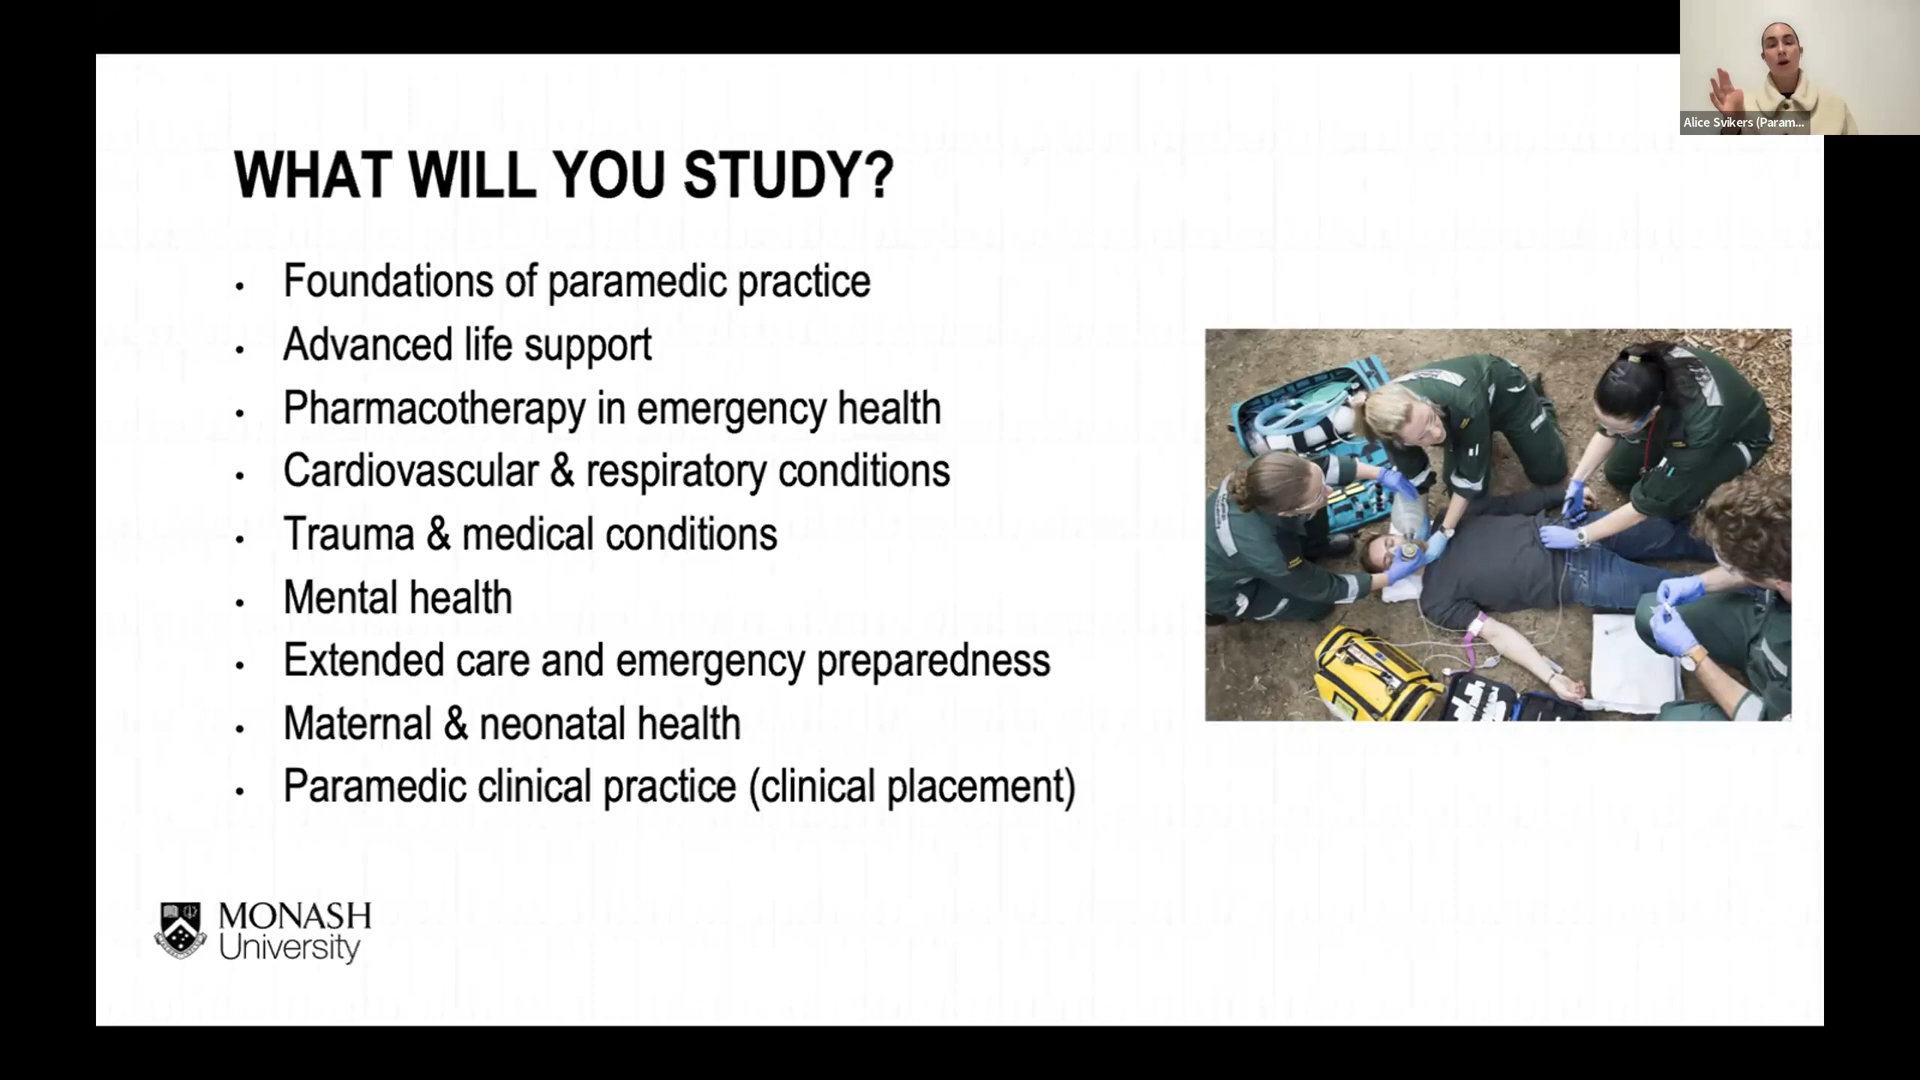 Alice Svikers (Param...
WHAT WILL YOU STUDY?
• Foundations of paramedic practice
• Advanced life support
• Pharmacotherapy in emergency health
• Cardiovascular & respiratory conditions
• Trauma & medical conditions
• Mental health
• Extended care and emergency preparedness
• Maternal & neonatal health
• Paramedic clinical practice (clinical placement)
MONASH
University